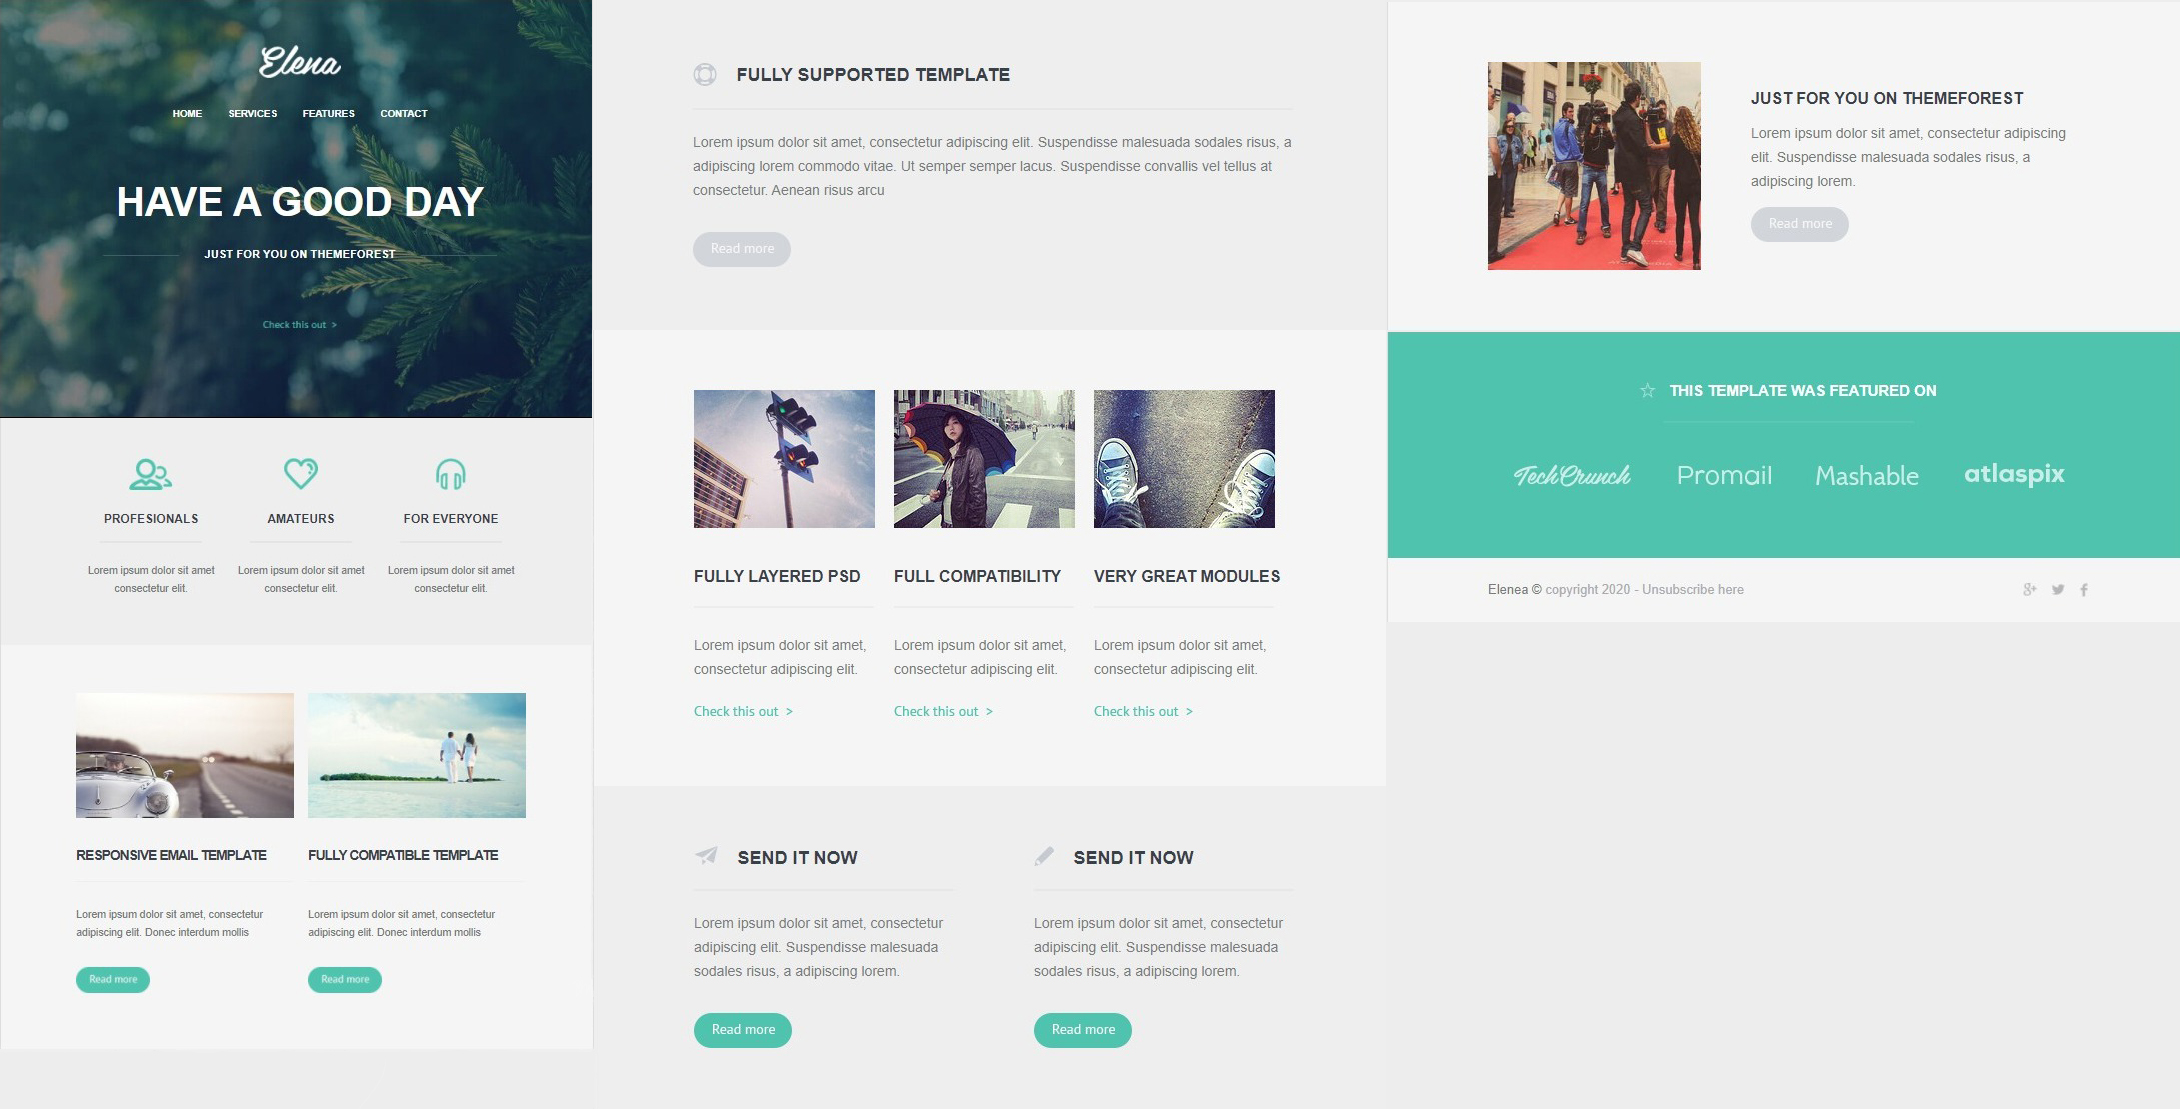 Elena
HOME SERVICES FEATURES CONTACT
HAVE A GOOD DAY
JUST FOR YOU ON THEMEFOREST
Check this out >
PROFESIONALS
Lorem ipsum dolor sit amet
consectetur elit.
AMATEURS
Lorem ipsum dolor sit amet
consectetur elit.
FOR EVERYONE
Lorem ipsum dolor sit amet
consectetur elit.
RESPONSIVE EMAIL TEMPLATE
Lorem ipsum dolor sit amet, consectetur
adipiscing elit. Donec interdum mollis
Read more
FULLY COMPATIBLE TEMPLATE
Lorem ipsum dolor sit amet, consectetur
adipiscing elit. Donec interdum mollis
Read more
FULLY SUPPORTED TEMPLATE
Lorem ipsum dolor sit amet, consectetur adipiscing elit. Suspendisse malesuada sodales risus, a
adipiscing lorem commodo vitae. Ut semper semper lacus. Suspendisse convallis vel tellus at
consectetur. Aenean risus arcu
Read more
FULLY LAYERED PSD
Lorem ipsum dolor sit amet,
consectetur adipiscing elit.
Check this out >
FULL COMPATIBILITY
Lorem ipsum dolor sit amet,
consectetur adipiscing elit.
Check this out >
VERY GREAT MODULES
Lorem ipsum dolor sit amet,
consectetur adipiscing elit.
Check this out >
SEND IT NOW
Lorem ipsum dolor sit amet, consectetur
adipiscing elit. Suspendisse malesuada
sodales risus, a adipiscing lorem.
Read more
SEND IT NOW
Lorem ipsum dolor sit amet, consectetur
adipiscing elit. Suspendisse malesuada
sodales risus, a adipiscing lorem.
Read more
JUST FOR YOU ON THEMEFOREST
Lorem ipsum dolor sit amet, consectetur adipiscing
elit. Suspendisse malesuada sodales risus, a
adipiscing lorem.
Read more
THIS TEMPLATE WAS FEATURED ON
TechCrunch Promail Mashable atlaspix
Elenea © copyright 2020 - Unsubscribe here